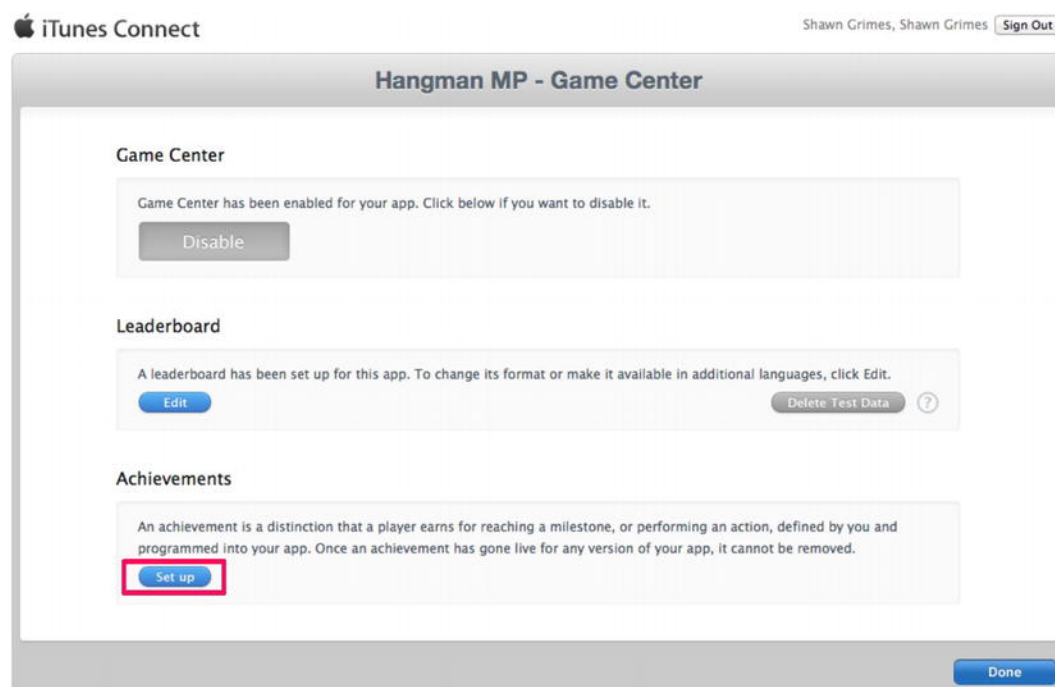 iTunes Connect
Shawn Grimes, Shawn Grimes Sign Out
Hangman MP - Game Center
Game Center
Game Center has been enabled for your app. Click below if you want to disable it.
Disable
Leaderboard
A leaderboard has been set up for this app. To change its format or make it available in additional languages, click Edit.
Edit
Delete Test Data ?
Achievements
An achievement is a distinction that a player earns for reaching a milestone, or performing an action, defined by you and
programmed into your app. Once an achievement has gone live for any version of your app, it cannot be removed.
Set up
Done